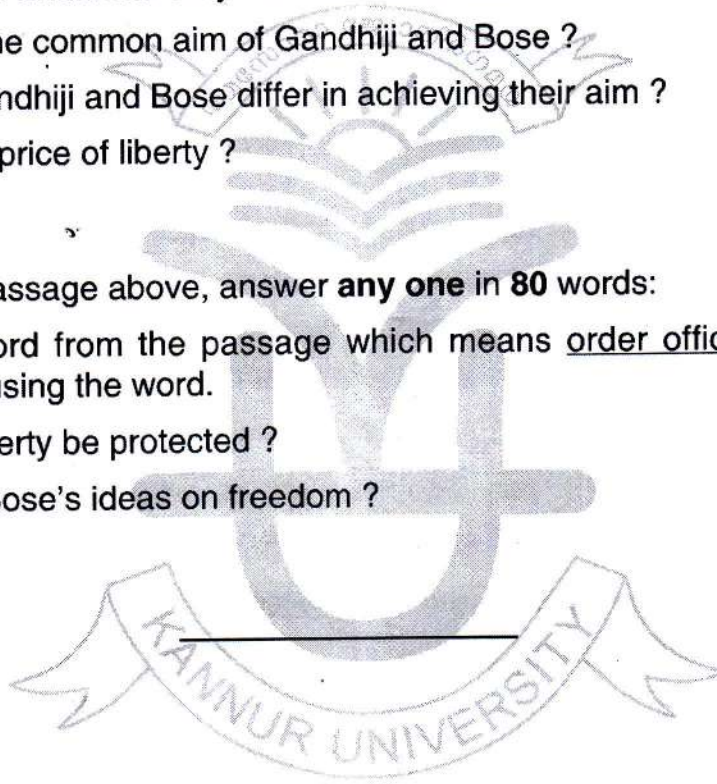 he common aim of Gandhiji and Bose ?
ndhiji and Bose differ in achieving their aim ?
price of liberty ?
assage above, answer any one in 80 words:
ord from the passage which means order offic
using the word.
erty be protected ?
Bose's ideas on freedom ?
KANNUR UNIVERSITY